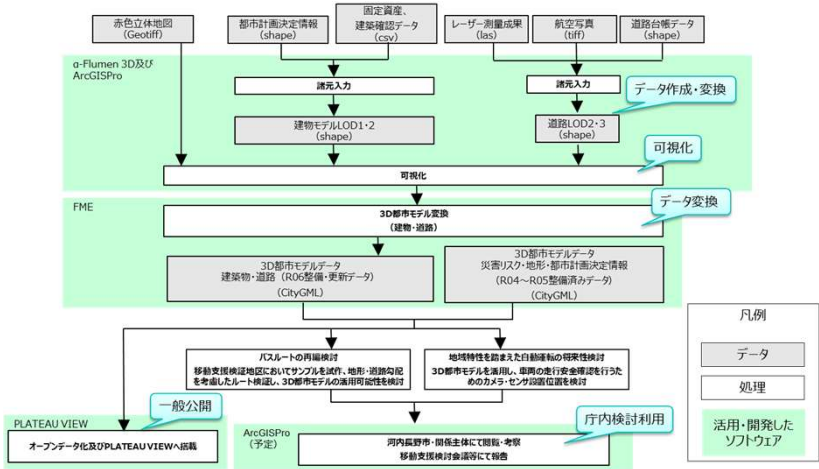 赤色立体地図
(Geotiff)
都市計画決定情報
(shape)
固定資産、
建築確認データ
(csv)
レーザー測量成果
(las)
航空写真
(tiff)
道路台帳データ
(shape)
α-Flumen 3D及び
ArcGISPro
諸元入力
諸元入力
データ作成・変換
建物モデルLOD1・2
(shape)
道路LOD2・3
(shape)
可視化
可視化
FME
データ変換
3D都市モデル変換
(建物・道路)
3D都市モデルデータ
建築物・道路（R06整備・更新データ）
(CityGML)
3D都市モデルデータ
災害リスク・地形・都市計画決定情報
(R04～R05整備済みデータ)
(CityGML)
バスルートの再編検討
移動支援検証地区においてサンプルを試作、地形・道路勾配
を考慮したルート検証し、3D都市モデルの活用可能性を検討
地域特性を踏まえた自動運転の将来性検討
3D都市モデルを活用し、車両の走行安全確認を行うため
のカメラ・センサ設置位置を検討
凡例
データ
処理
活用・開発した
ソフトウェア
PLATEAU VIEW
一般公開
オープンデータ化及びPLATEAU VIEWへ搭載
ArcGISPro
(予定)
庁内検討利用
河内長野市・関係主体にて閲覧・考察
移動支援検討会議等にて報告